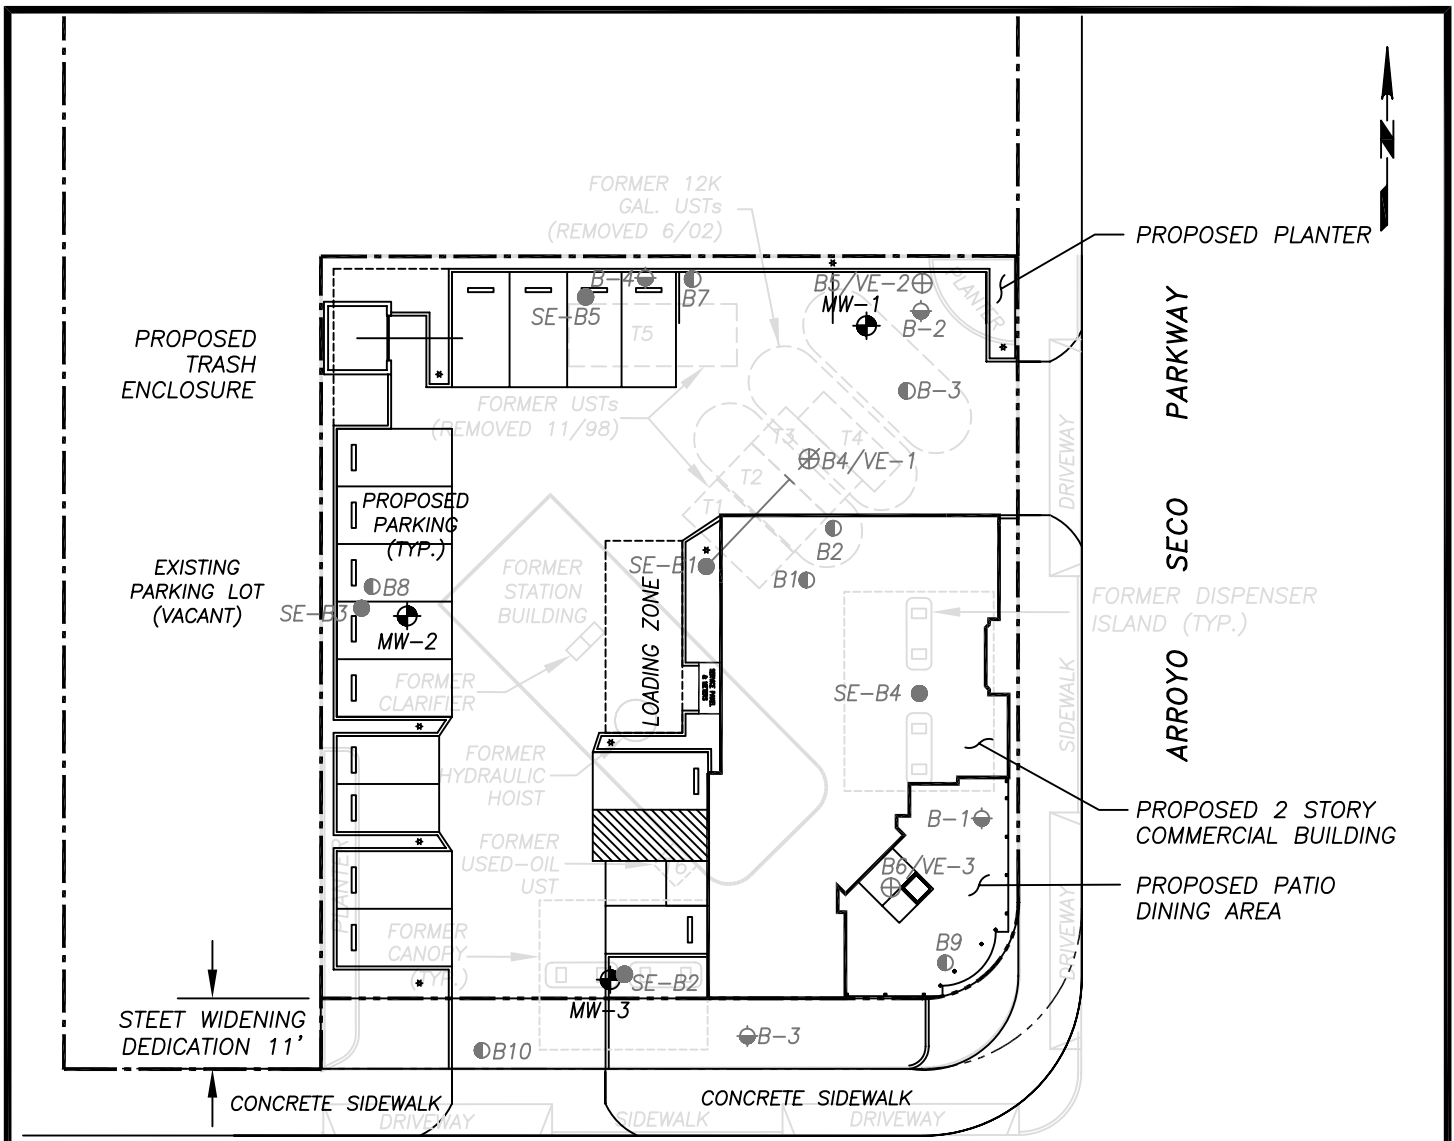 N
FORMER 12K
GAL. USTs
(REMOVED 6/02)
PROPOSED PLANTER
PLANTER
B-4
B7
SE-B5
B5/VE-2
MW-1
B-2
T5
PROPOSED
TRASH
ENCLOSURE
FORMER USTs
(REMOVED 11/98)
B-3
T3
T4
B4/VE-1
T2
T1
PROPOSED
PARKING
(TYP.)
DRIVEWAY
ARROYO SECO PARKWAY
EXISTING
PARKING LOT
(VACANT)
B8
SE-B3
MW-2
FORMER
STATION
BUILDING
SE-B1
B2
B1
LOADING ZONE
FORMER DISPENSER
ISLAND (TYP.)
FORMER
CLARIFIER
SE-B4
SIDEWALK
FORMER
HYDRAULIC
HOIST
PROPOSED 2 STORY
COMMERCIAL BUILDING
B-1
FORMER
USED-OIL
UST
B6/VE-3
PROPOSED PATIO
DINING AREA
PLANTER
FORMER
CANOPY
(TYP.)
B9
DRIVEWAY
SE-B2
MW-3
STEET WIDENING
DEDICATION 11'
B10
B-3
CONCRETE SIDEWALK
CONCRETE SIDEWALK
DRIVEWAY
SIDEWALK
DRIVEWAY